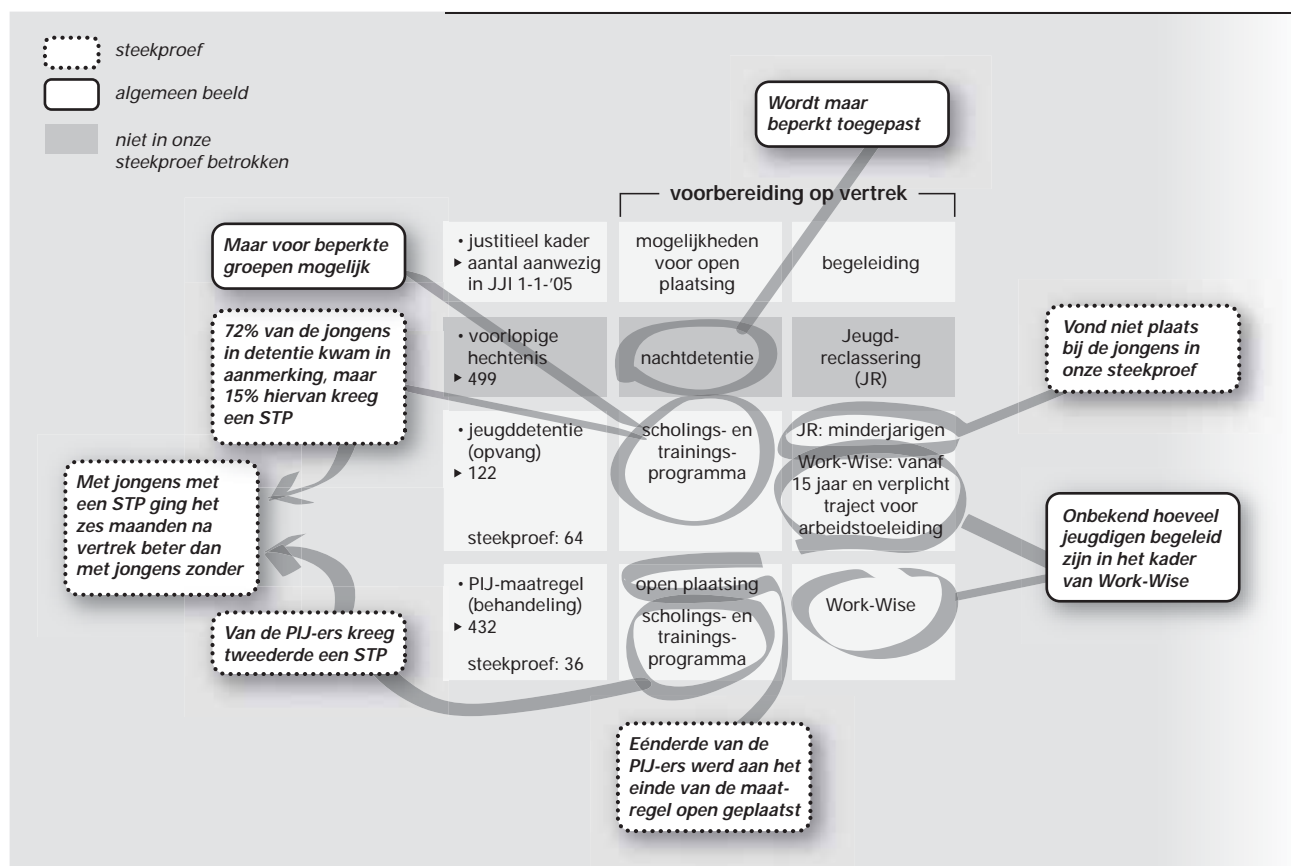 steekproef
algemeen beeld
niet in onze
steekproef betrokken
Wordt maar
beperkt toegepast
voorbereiding op vertrek
Maar voor beperkte
groepen mogelijk
• justitieel kader
▶ aantal aanwezig
in JJI 1-1-'05
mogelijkheden
voor open
plaatsing
begeleiding
72% van de jongens
in detentie kwam in
aanmerking, maar
15% hiervan kreeg
een STP
• voorlopige
hechtenis
▶ 499
nachtdetentie
Jeugd-
reclassering
(JR)
Vond niet plaats
bij de jongens in
onze steekproef
• jeugddetentie
(opvang)
▶ 122
steekproef: 64
scholings- en
trainings-
programma
JR: minderjarigen
Work-Wise: vanaf
15 jaar en verplicht
traject voor
arbeidstoeleiding
Met jongens met
een STP ging het
zes maanden na
vertrek beter dan
met jongens zonder
Onbekend hoeveel
jeugdigen begeleid
zijn in het kader
van Work-Wise
• PIJ-maatregel
(behandeling)
▶ 432
steekproef: 36
open plaatsing
scholings- en
trainings-
programma
Work-Wise
Van de PIJ-ers kreeg
tweederde een STP
Eénderde van de
PIJ-ers werd aan het
einde van de maat-
regel open geplaatst